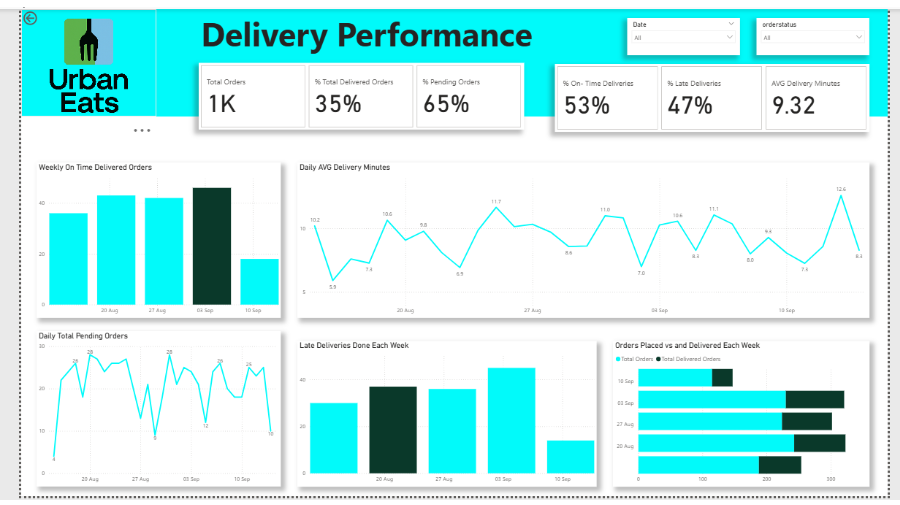 Delivery Performance
Date
All
orderstatus
All
Urban
Eats
Total Orders
1K
% Total Delivered Orders
35%
% Pending Orders
65%
% On- Time Deliveries
53%
% Late Deliveries
47%
AVG Delivery Minutes
9.32
Weekly On Time Delivered Orders
40
20
0
20 Aug 27 Aug 03 Sep 10 Sep
Daily AVG Delivery Minutes
10
5
10.2
5.9
7.4
10.6
9.8
6.9
11.7
8.6
11.0
7.0
10.6
8.3
11.1
8.0
9.3
7.3
12.6
8.3
20 Aug 27 Aug 03 Sep 10 Sep
Daily Total Pending Orders
30
20
10
0
4
26
28
9
28
12
26
25
10
20 Aug 27 Aug 03 Sep 10 Sep
Late Deliveries Done Each Week
40
20
0
20 Aug 27 Aug 03 Sep 10 Sep
Orders Placed vs and Delivered Each Week
Total Orders Total Delivered Orders
10 Sep
03 Sep
27 Aug
20 Aug
0 100 200 300